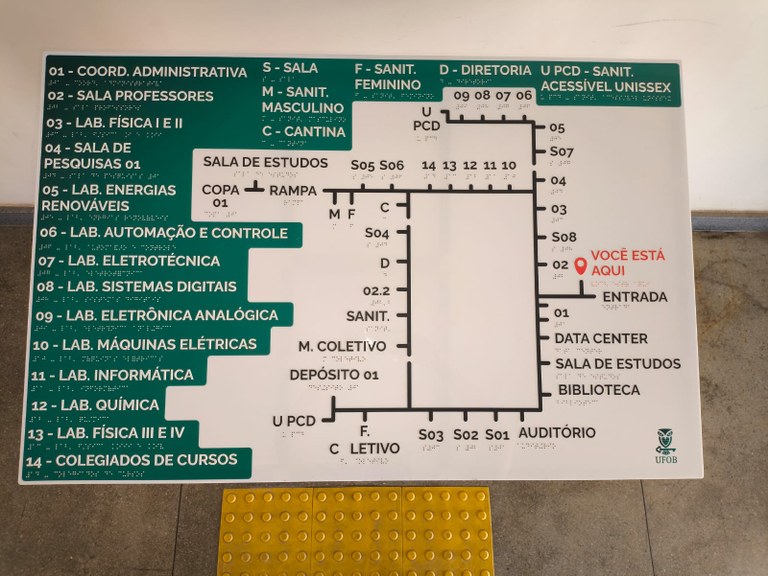 01 - COORD. ADMINISTRATIVA
02 - SALA PROFESSORES
03 - LAB. FÍSICA I E II
04 - SALA DE
PESQUISAS 01
05 - LAB. ENERGIAS
RENOVÁVEIS
06 - LAB. AUTOMAÇÃO E CONTROLE
07 - LAB. ELETROTÉCNICA
08 - LAB. SISTEMAS DIGITAIS
09 - LAB. ELETRÔNICA ANALÓGICA
10 - LAB. MÁQUINAS ELÉTRICAS
11 - LAB. INFORMÁTICA
12 - LAB. QUÍMICA
13 - LAB. FÍSICA III E IV
14 - COLEGIADOS DE CURSOS
S - SALA
M - SANIT.
MASCULINO
C - CANTINA
F - SANIT.
FEMININO
D - DIRETORIA
U PCD - SANIT.
ACESSÍVEL UNISSEX
09 08 07 06
U
PCD
05
S07
SALA DE ESTUDOS
COPA
01
RAMPA
S05 S06
14 13 12 11 10
04
M F
C
03
S04
S08
D
02
VOCÊ ESTÁ
AQUI
02.2
ENTRADA
SANIT.
01
M. COLETIVO
DATA CENTER
DEPÓSITO 01
SALA DE ESTUDOS
BIBLIOTECA
U PCD
F.
C LETIVO
S03 S02 S01
AUDITÓRIO
UFOB